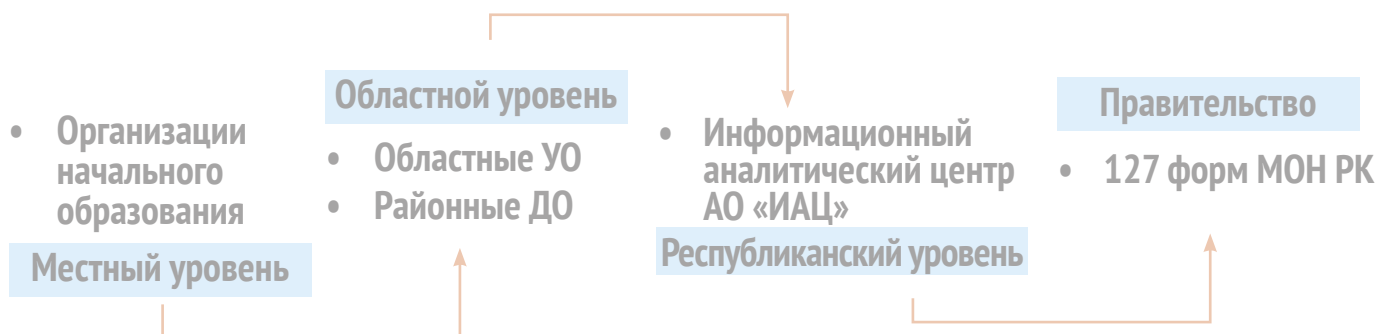 • Организации
начального
образования
Местный уровень
Областной уровень
• Областные УО
• Районные ДО
• Информационный
аналитический центр
АО «ИАЦ»
Республиканский уровень
Правительство
• 127 форм МОН РК